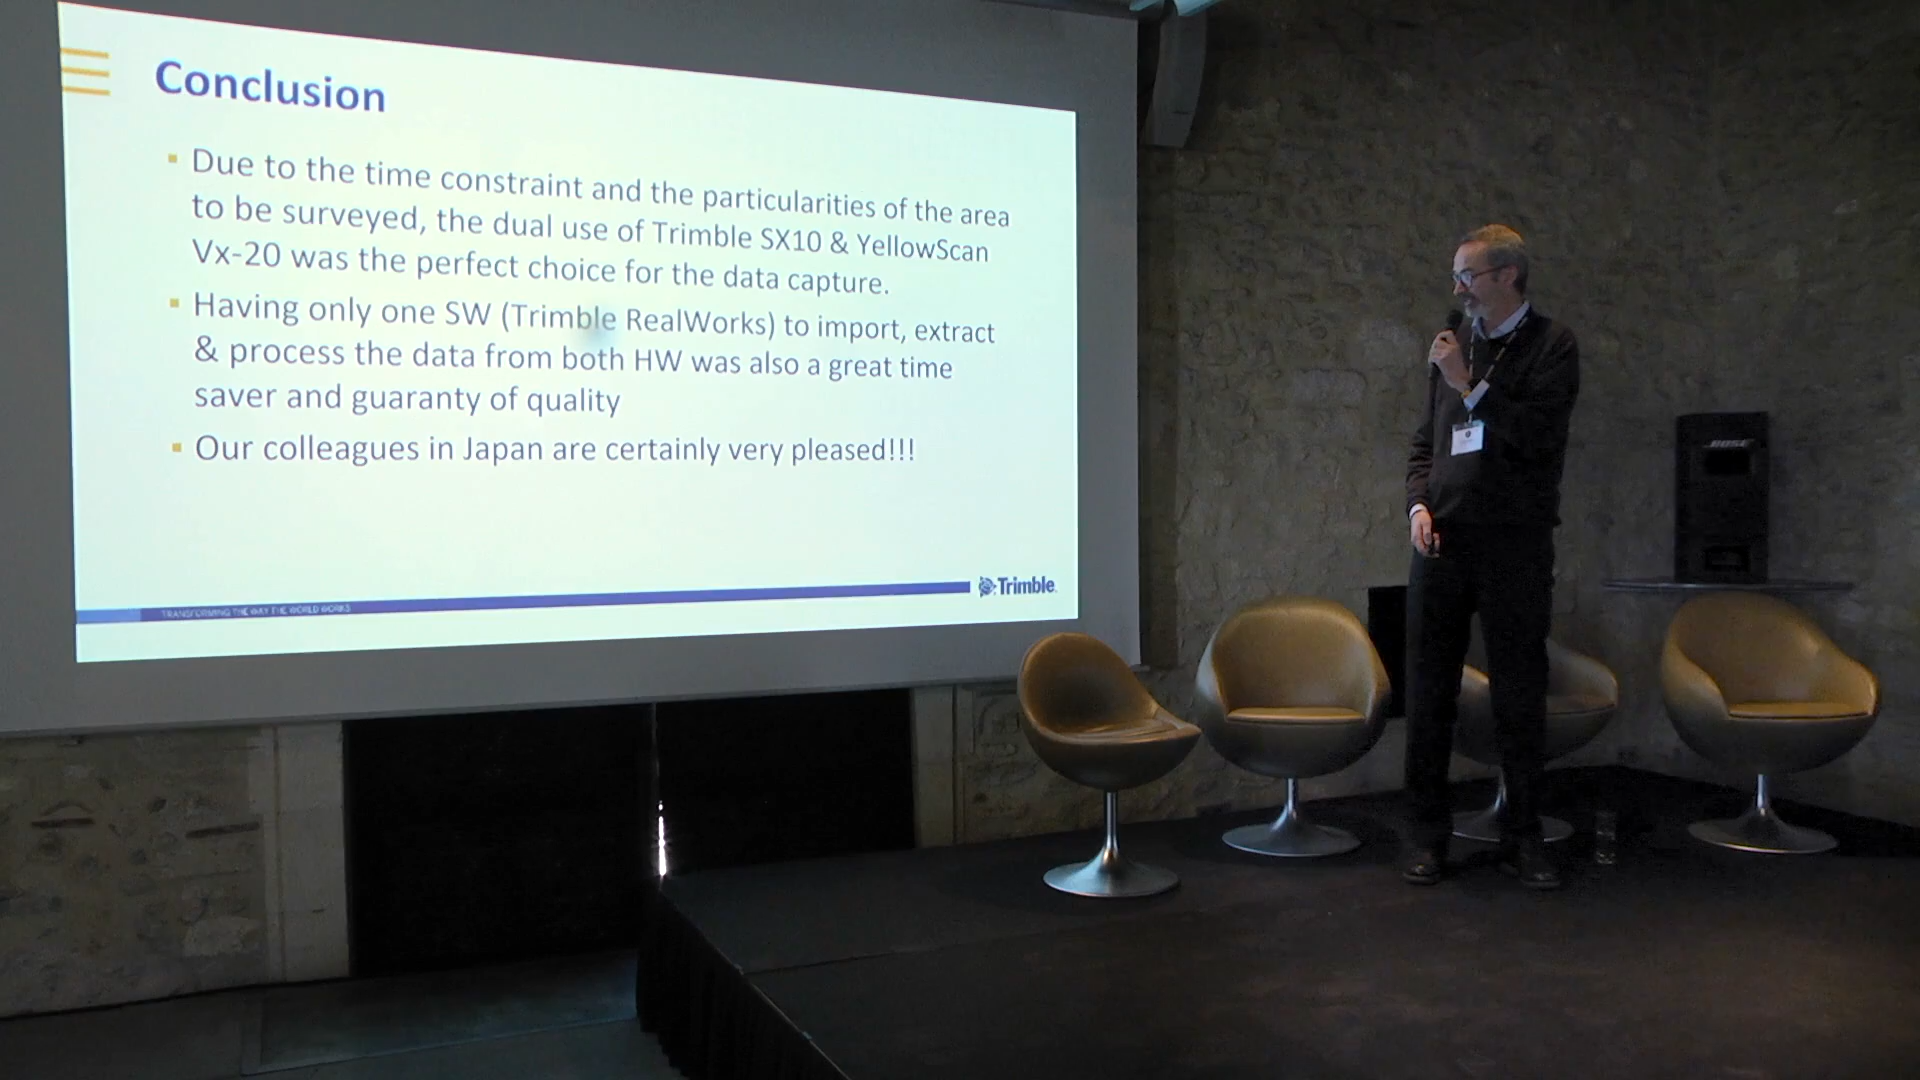 Conclusion
Due to the time constraint and the particularities of the area
to be surveyed, the dual use of Trimble SX10 & YellowScan
Vx-20 was the perfect choice for the data capture.
Having only one SW (Trimble RealWorks) to import, extract
& process the data from both HW was also a great time
saver and guaranty of quality
Our colleagues in Japan are certainly very pleased!!!
Trimble
TRANSFORMING THE WAY THE WORLD WORKS
BOSE